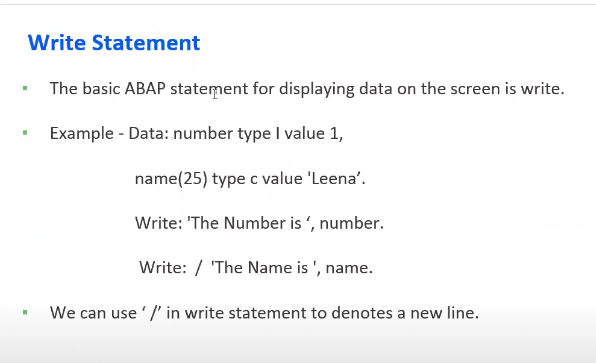 Write Statement
▪ The basic ABAP statement for displaying data on the screen is write.
▪ Example - Data: number type I value 1,
name(25) type c value 'Leena’.
Write: 'The Number is ‘, number.
Write: / 'The Name is ', name.
▪ We can use ‘ /’ in write statement to denotes a new line.